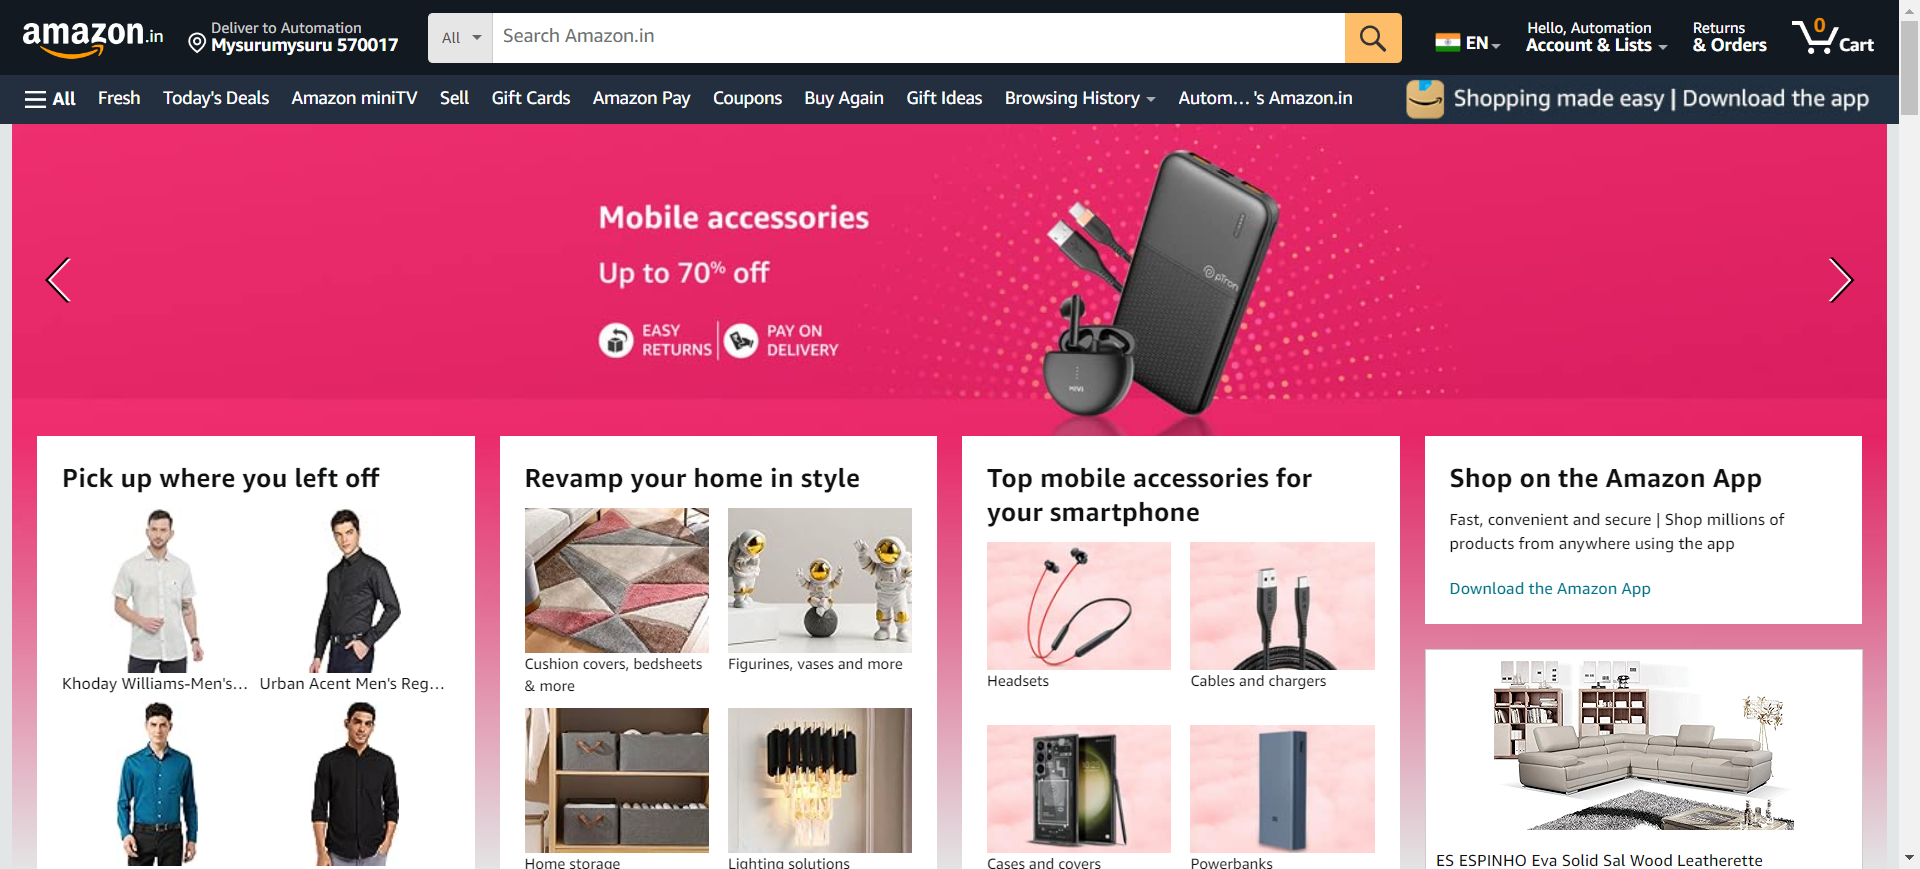 amazon.in
Deliver to Automation
Mysurumysuru 570017
All
Search Amazon.in
EN
Hello, Automation
Account & Lists
Returns
& Orders
0
Cart
All
Fresh
Today's Deals
Amazon miniTV
Sell
Gift Cards
Amazon Pay
Coupons
Buy Again
Gift Ideas
Browsing History
Autom... 's Amazon.in
Shopping made easy | Download the app
Mobile accessories
Up to 70% off
EASY
RETURNS
PAY ON
DELIVERY
pTron
MIVI
Pick up where you left off
Khoday Williams-Men's...
Urban Acent Men's Reg...
Revamp your home in style
Cushion covers, bedsheets
& more
Figurines, vases and more
Home storage
Lighting solutions
Top mobile accessories for
your smartphone
Headsets
Cables and chargers
Cases and covers
Powerbanks
Shop on the Amazon App
Fast, convenient and secure | Shop millions of
products from anywhere using the app
Download the Amazon App
ES ESPINHO Eva Solid Sal Wood Leatherette